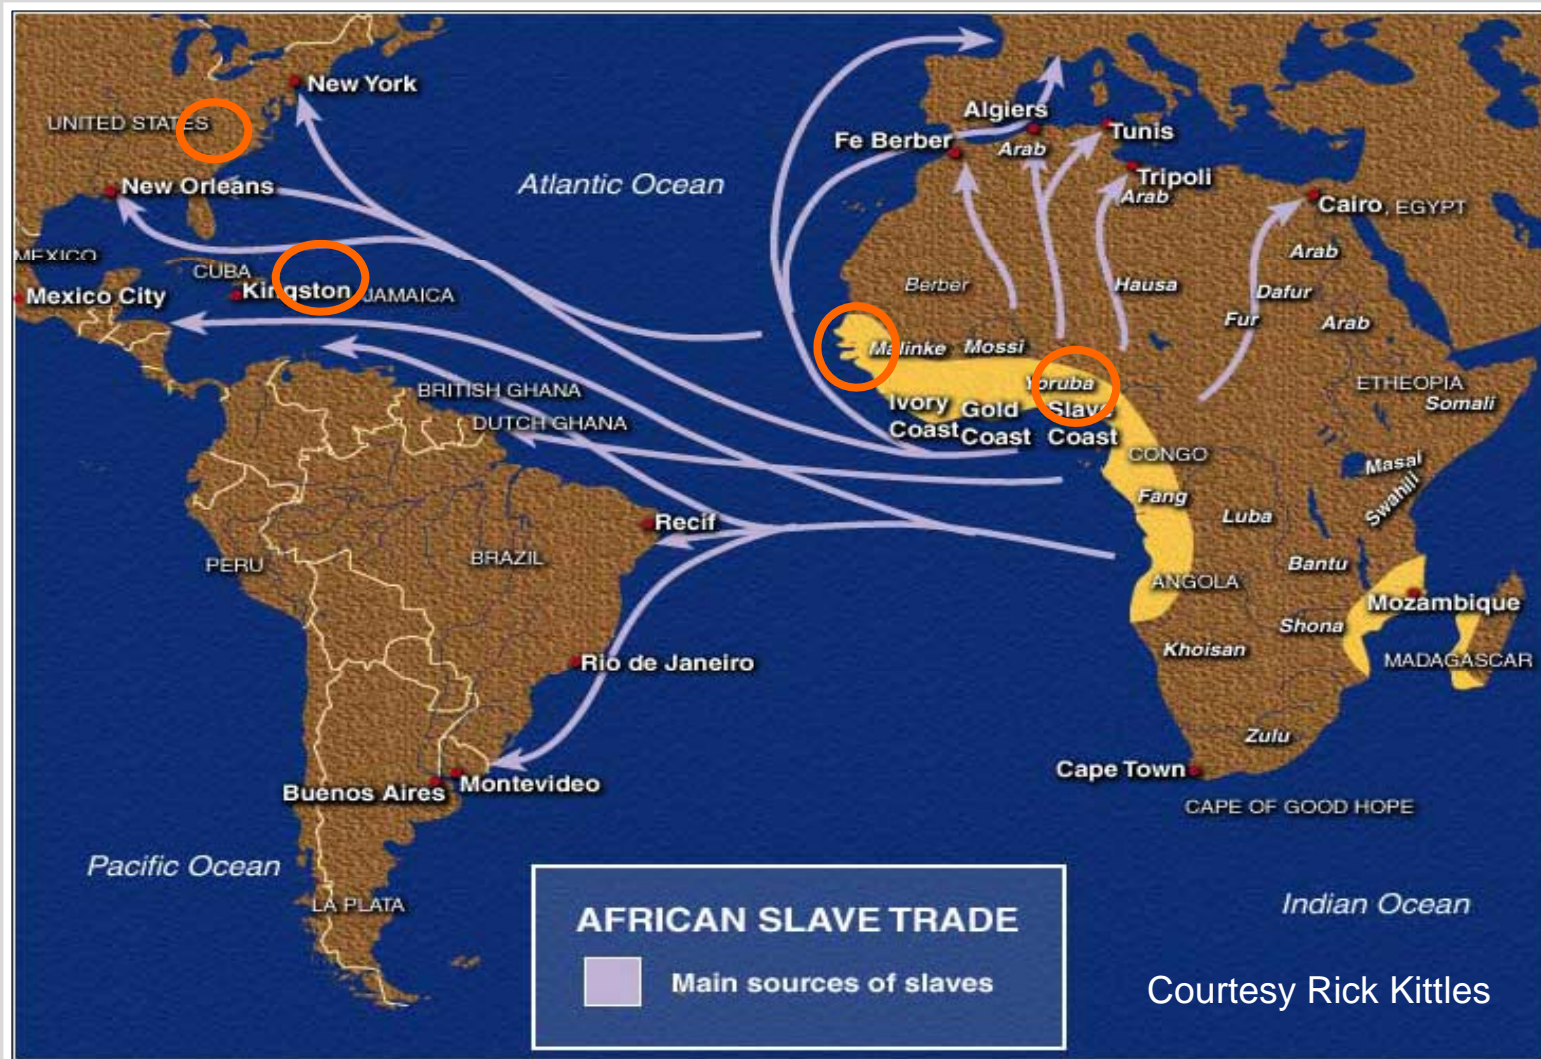 New York
UNITED STATES
Algiers
Tunis
Fe Berber
Arab
Tripoli
Arab
New Orleans
Atlantic Ocean
Cairo, EGYPT
MEXICO
Arab
CUBA
Kingston
JAMAICA
Mexico City
Berber
Hausa
Dafur
Fur
Arab
Malinke
Mossi
Yoruba
BRITISH GHANA
DUTCH GHANA
Ivory
Coast
Gold
Coast
Slave
Coast
ETHEOPIA
Somali
CONGO
Masai
Swahili
Fang
Luba
Recif
BRAZIL
PERU
Bantu
ANGOLA
Mozambique
Shona
Khoisan
MADAGASCAR
Rio de Janeiro
Zulu
Cape Town
Montevideo
Buenos Aires
CAPE OF GOOD HOPE
Pacific Ocean
LA PLATA
Indian Ocean
AFRICAN SLAVE TRADE
Main sources of slaves
Courtesy Rick Kittles